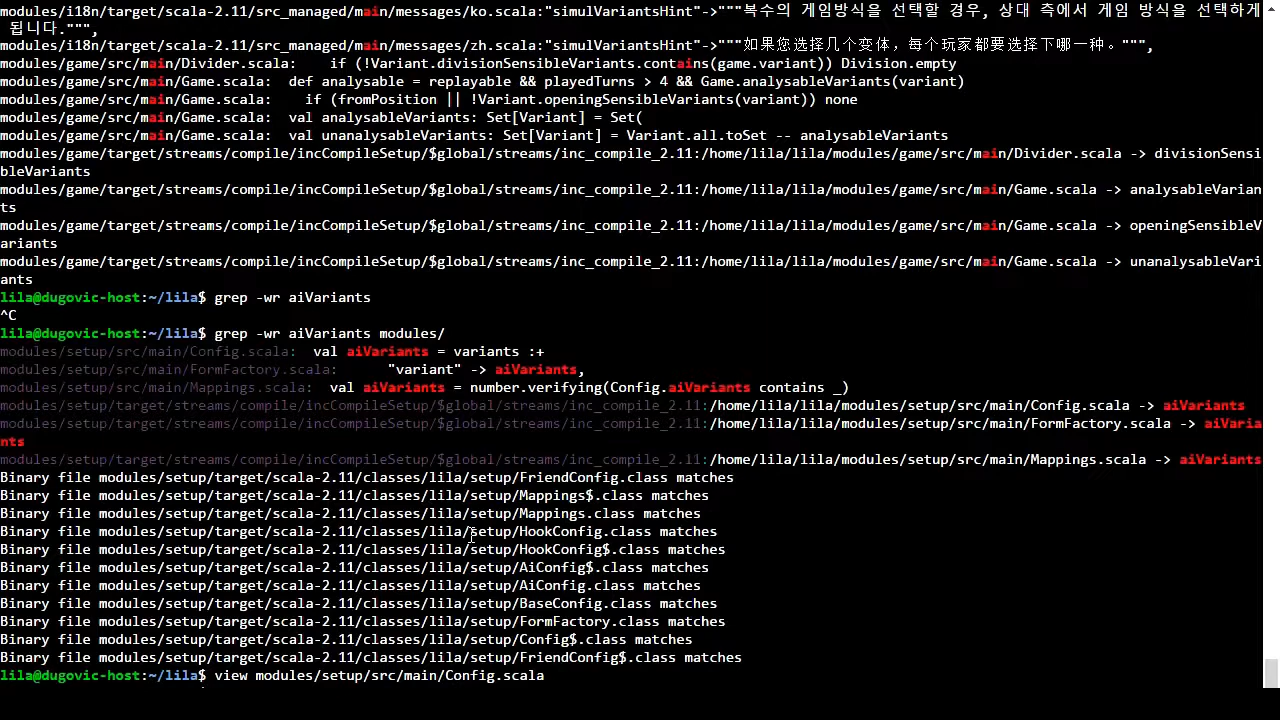 modules/i18n/target/scala-2.11/src_managed/main/messages/ko.scala:"simulVariantsHint"->"""복수의 게임방식을 선택할 경우, 상대 측에서 게임 방식을 선택하게
됩니다.""",
modules/i18n/target/scala-2.11/src_managed/main/messages/zh.scala:"simulVariantsHint"->"""如果您选择几个变体，每个玩家都要选择下哪一种。""",
modules/game/src/main/Divider.scala:    if (!Variant.divisionSensibleVariants.contains(game.variant)) Division.empty
modules/game/src/main/Game.scala:  def analysable = replayable && playedTurns > 4 && Game.analysableVariants(variant)
modules/game/src/main/Game.scala:    if (fromPosition || !Variant.openingSensibleVariants(variant)) none
modules/game/src/main/Game.scala:  val analysableVariants: Set[Variant] = Set(
modules/game/src/main/Game.scala:  val unanalysableVariants: Set[Variant] = Variant.all.toSet -- analysableVariants
modules/game/target/streams/compile/incCompileSetup/$global/streams/inc_compile_2.11:/home/lila/lila/modules/game/src/main/Divider.scala -> divisionSensi
bleVariants
modules/game/target/streams/compile/incCompileSetup/$global/streams/inc_compile_2.11:/home/lila/lila/modules/game/src/main/Game.scala -> analysableVarian
ts
modules/game/target/streams/compile/incCompileSetup/$global/streams/inc_compile_2.11:/home/lila/lila/modules/game/src/main/Game.scala -> openingSensibleV
ariants
modules/game/target/streams/compile/incCompileSetup/$global/streams/inc_compile_2.11:/home/lila/lila/modules/game/src/main/Game.scala -> unanalysableVari
ants
lila@dugovic-host:~/lila$ grep -wr aiVariants
^C
lila@dugovic-host:~/lila$ grep -wr aiVariants modules/
modules/setup/src/main/Config.scala:  val aiVariants = variants :+
modules/setup/src/main/FormFactory.scala:      "variant" -> aiVariants,
modules/setup/src/main/Mappings.scala:  val aiVariants = number.verifying(Config.aiVariants contains _)
modules/setup/target/streams/compile/incCompileSetup/$global/streams/inc_compile_2.11:/home/lila/lila/modules/setup/src/main/Config.scala -> aiVariants
modules/setup/target/streams/compile/incCompileSetup/$global/streams/inc_compile_2.11:/home/lila/lila/modules/setup/src/main/FormFactory.scala -> aiVaria
nts
modules/setup/target/streams/compile/incCompileSetup/$global/streams/inc_compile_2.11:/home/lila/lila/modules/setup/src/main/Mappings.scala -> aiVariants
Binary file modules/setup/target/scala-2.11/classes/lila/setup/FriendConfig.class matches
Binary file modules/setup/target/scala-2.11/classes/lila/setup/Mappings$.class matches
Binary file modules/setup/target/scala-2.11/classes/lila/setup/Mappings.class matches
Binary file modules/setup/target/scala-2.11/classes/lila/setup/HookConfig.class matches
Binary file modules/setup/target/scala-2.11/classes/lila/setup/HookConfig$.class matches
Binary file modules/setup/target/scala-2.11/classes/lila/setup/AiConfig$.class matches
Binary file modules/setup/target/scala-2.11/classes/lila/setup/AiConfig.class matches
Binary file modules/setup/target/scala-2.11/classes/lila/setup/BaseConfig.class matches
Binary file modules/setup/target/scala-2.11/classes/lila/setup/FormFactory.class matches
Binary file modules/setup/target/scala-2.11/classes/lila/setup/Config$.class matches
Binary file modules/setup/target/scala-2.11/classes/lila/setup/FriendConfig$.class matches
lila@dugovic-host:~/lila$ view modules/setup/src/main/Config.scala